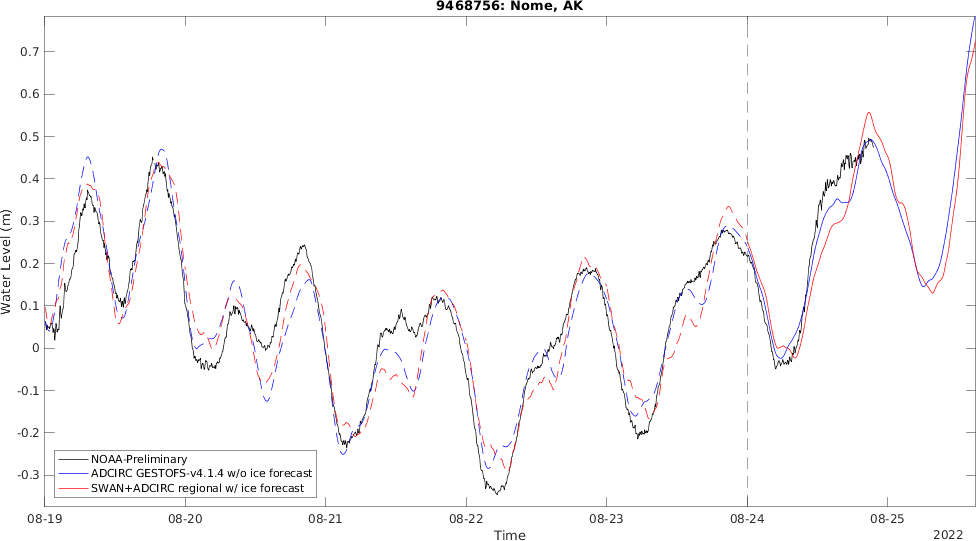 9468756: Nome, AK
0.7
0.6
0.5
0.4
0.3
0.2
0.1
0
-0.1
-0.2
-0.3
Water Level (m)
NOAA-Preliminary
ADCIRC GESTOFS-v4.1.4 w/o ice forecast
SWAN+ADCIRC regional w/ ice forecast
08-19 08-20 08-21 08-22 08-23 08-24 08-25
Time
2022